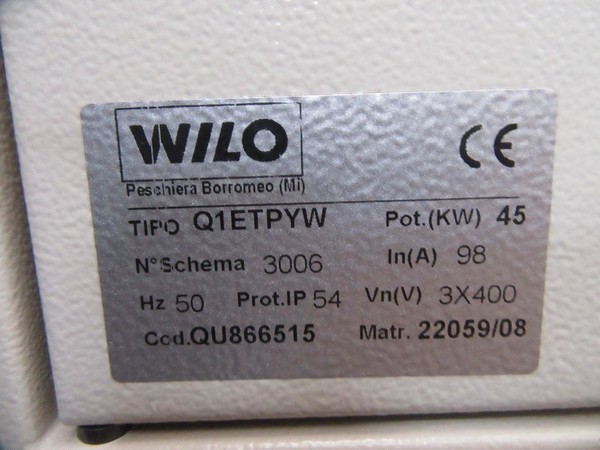 WILO
CE
Peschiera Borromeo (Mi)
TIPO Q1ETPYW Pot.(KW) 45
N°Schema 3006 In(A) 98
Hz 50 Prot.IP 54 Vn(V) 3X400
Cod.QU866515 Matr. 22059/08